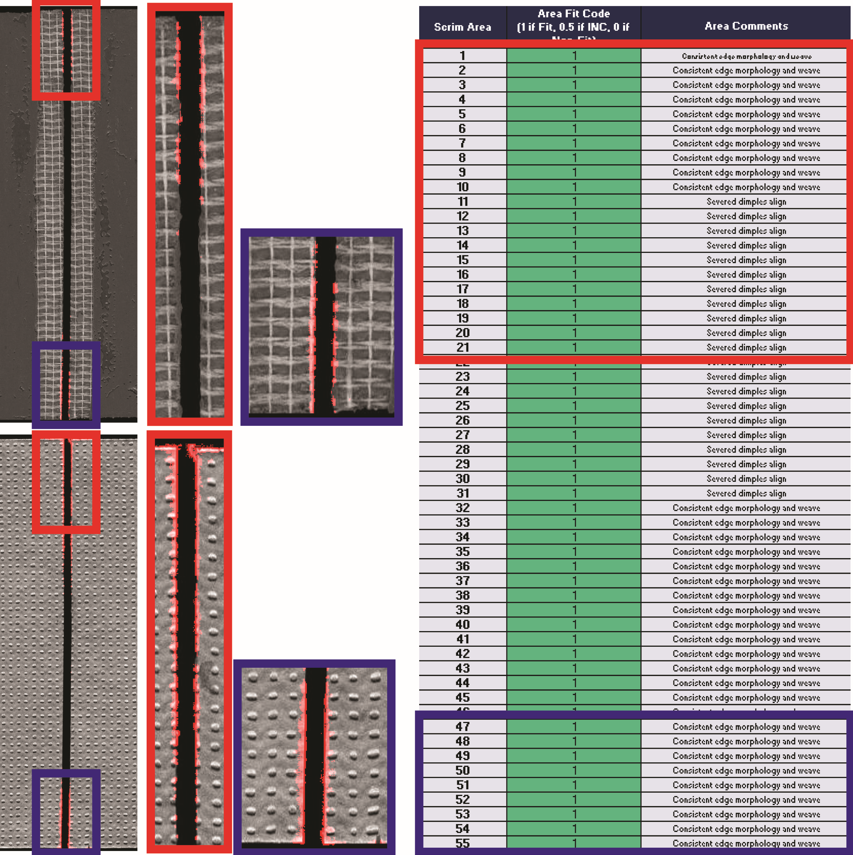 Scrim Area Area Fit Code (1 if Fit, 0.5 if INC, 0 if Non-Fit) Area Comments
1 1 Consistent edge morphology and weave
2 1 Consistent edge morphology and weave
3 1 Consistent edge morphology and weave
4 1 Consistent edge morphology and weave
5 1 Consistent edge morphology and weave
6 1 Consistent edge morphology and weave
7 1 Consistent edge morphology and weave
8 1 Consistent edge morphology and weave
9 1 Consistent edge morphology and weave
10 1 Consistent edge morphology and weave
11 1 Severed dimples align
12 1 Severed dimples align
13 1 Severed dimples align
14 1 Severed dimples align
15 1 Severed dimples align
16 1 Severed dimples align
17 1 Severed dimples align
18 1 Severed dimples align
19 1 Severed dimples align
20 1 Severed dimples align
21 1 Severed dimples align
22 1 Severed dimples align
23 1 Severed dimples align
24 1 Severed dimples align
25 1 Severed dimples align
26 1 Severed dimples align
27 1 Severed dimples align
28 1 Severed dimples align
29 1 Severed dimples align
30 1 Severed dimples align
31 1 Severed dimples align
32 1 Consistent edge morphology and weave
33 1 Consistent edge morphology and weave
34 1 Consistent edge morphology and weave
35 1 Consistent edge morphology and weave
36 1 Consistent edge morphology and weave
37 1 Consistent edge morphology and weave
38 1 Consistent edge morphology and weave
39 1 Consistent edge morphology and weave
40 1 Consistent edge morphology and weave
41 1 Consistent edge morphology and weave
42 1 Consistent edge morphology and weave
43 1 Consistent edge morphology and weave
44 1 Consistent edge morphology and weave
45 1 Consistent edge morphology and weave
46
47 1 Consistent edge morphology and weave
48 1 Consistent edge morphology and weave
49 1 Consistent edge morphology and weave
50 1 Consistent edge morphology and weave
51 1 Consistent edge morphology and weave
52 1 Consistent edge morphology and weave
53 1 Consistent edge morphology and weave
54 1 Consistent edge morphology and weave
55 1 Consistent edge morphology and weave